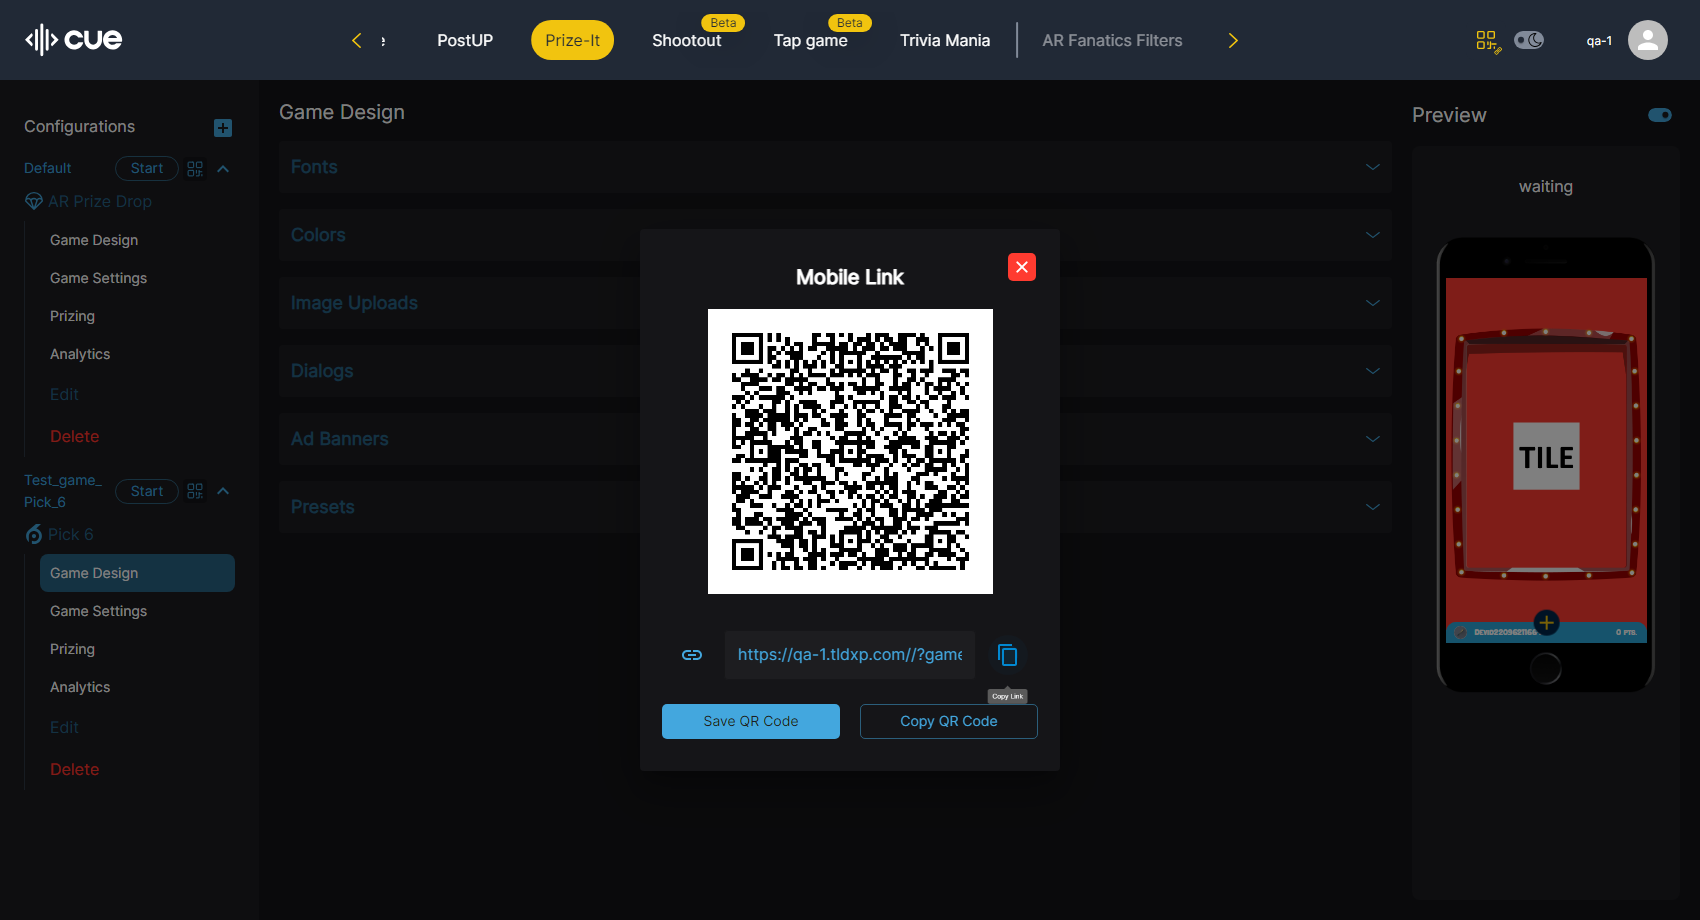 cue
PostUP
Prize-It
Beta
Shootout
Beta
Tap game
Trivia Mania
AR Fanatics Filters
qa-1
Configurations
Default
Start
AR Prize Drop
Game Design
Game Settings
Prizing
Analytics
Edit
Delete
Test_game_
Pick_6
Start
Pick 6
Game Design
Game Settings
Prizing
Analytics
Edit
Delete
Game Design
Fonts
Colors
Image Uploads
Dialogs
Ad Banners
Presets
Mobile Link
https://qa-1.tldxp.com//?game
Copy Link
Save QR Code
Copy QR Code
Preview
waiting
TILE
0 PTS.